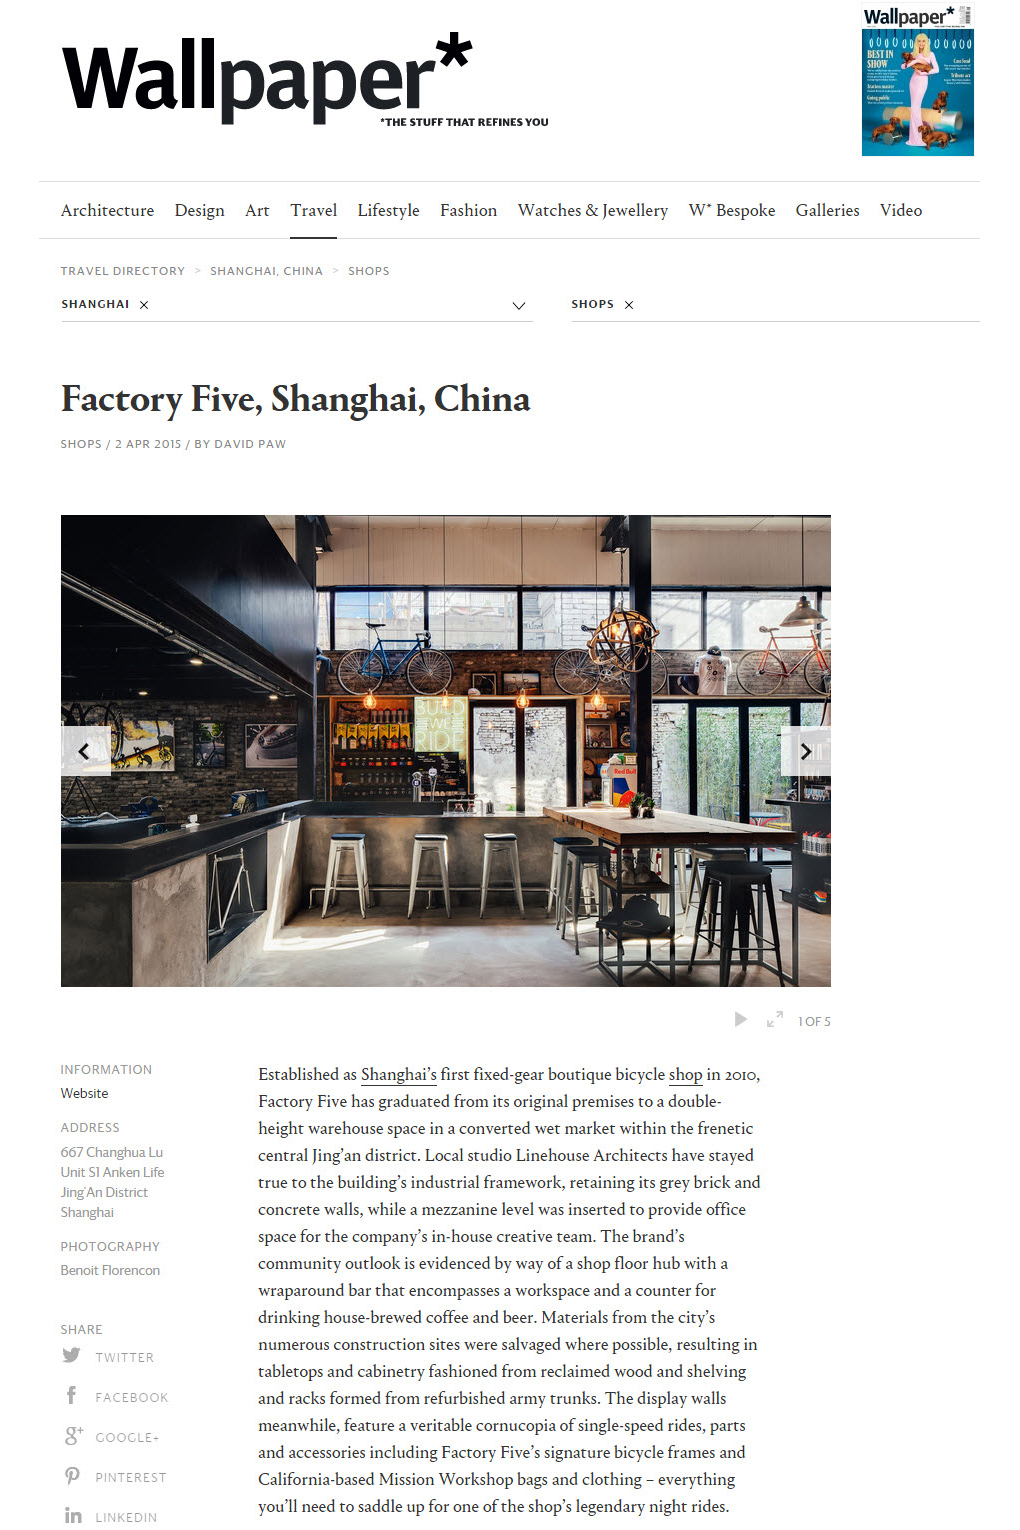 Wallpaper*
*THE STUFF THAT REFINES YOU
Wallpaper*
BEST IN
SHOW
Architecture Design Art Travel Lifestyle Fashion Watches & Jewellery W* Bespoke Galleries Video
TRAVEL DIRECTORY > SHANGHAI, CHINA > SHOPS
SHANGHAI × SHOPS ×
Factory Five, Shanghai, China
SHOPS / 2 APR 2015 / BY DAVID PAW
BUILD
WE
RIDE
Red Bull
1 OF 5
INFORMATION
Website
ADDRESS
667 Changhua Lu
Unit S1 Anken Life
Jing'An District
Shanghai
PHOTOGRAPHY
Benoit Florencon
SHARE
TWITTER
FACEBOOK
GOOGLE+
PINTEREST
LINKEDIN
Established as Shanghai's first fixed-gear boutique bicycle shop in 2010,
Factory Five has graduated from its original premises to a double-
height warehouse space in a converted wet market within the frenetic
central Jing'an district. Local studio Linehouse Architects have stayed
true to the building's industrial framework, retaining its grey brick and
concrete walls, while a mezzanine level was inserted to provide office
space for the company's in-house creative team. The brand's
community outlook is evidenced by way of a shop floor hub with a
wraparound bar that encompasses a workspace and a counter for
drinking house-brewed coffee and beer. Materials from the city's
numerous construction sites were salvaged where possible, resulting in
tabletops and cabinetry fashioned from reclaimed wood and shelving
and racks formed from refurbished army trunks. The display walls
meanwhile, feature a veritable cornucopia of single-speed rides, parts
and accessories including Factory Five's signature bicycle frames and
California-based Mission Workshop bags and clothing – everything
you'll need to saddle up for one of the shop's legendary night rides.